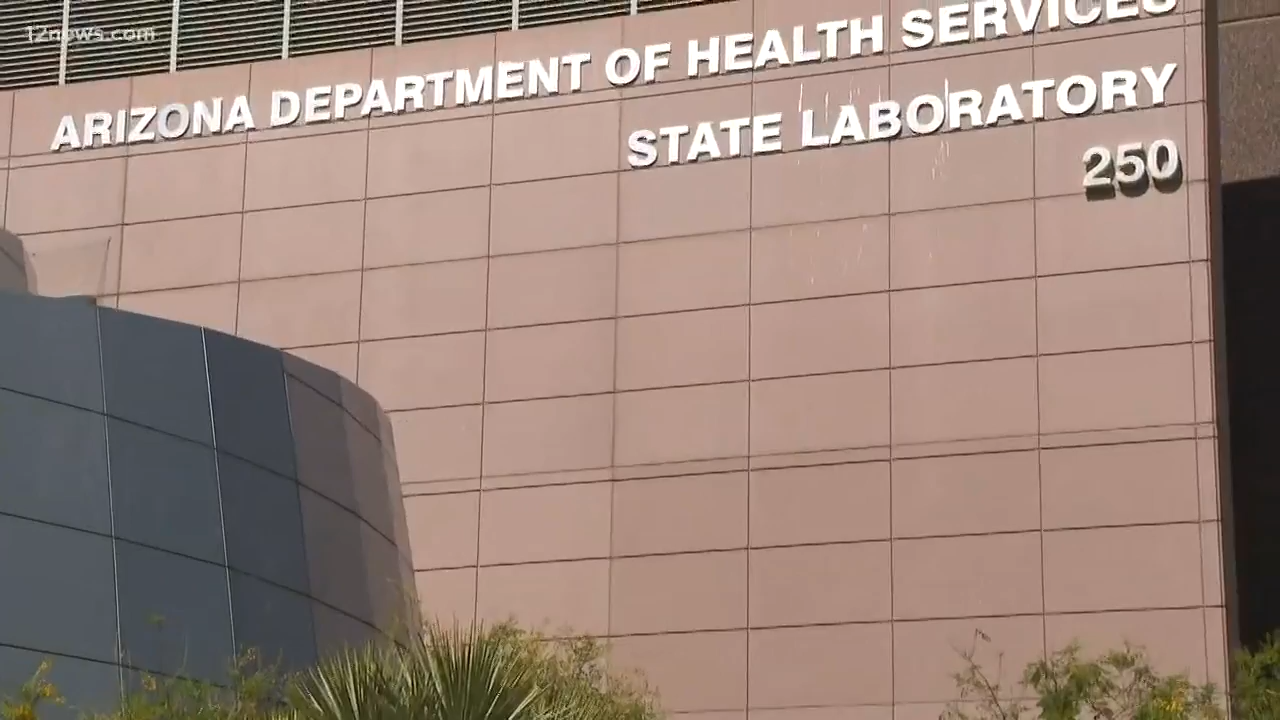 12news.com
ARIZONA DEPARTMENT OF HEALTH SERVICES
STATE LABORATORY
250